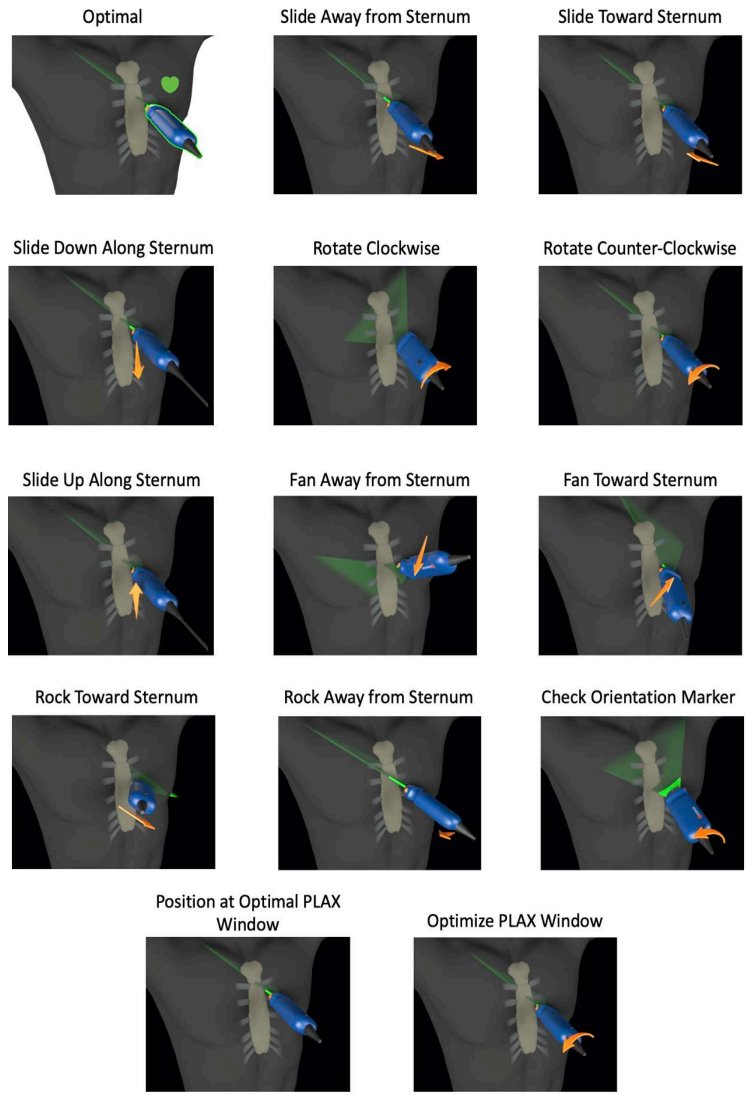 Optimal
Slide Away from Sternum
Slide Toward Sternum
Slide Down Along Sternum
Rotate Clockwise
Rotate Counter-Clockwise
Slide Up Along Sternum
Fan Away from Sternum
Fan Toward Sternum
Rock Toward Sternum
Rock Away from Sternum
Check Orientation Marker
Position at Optimal PLAX
Window
Optimize PLAX Window